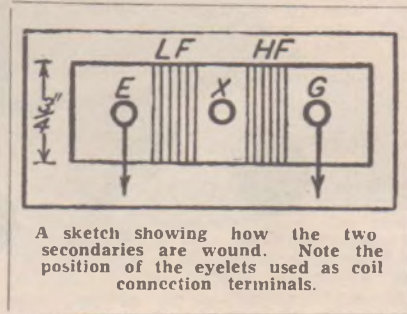 LF HF
E X G
3/4"
A sketch showing how the two
secondaries are wound. Note the
position of the eyelets used as coil
connection terminals.